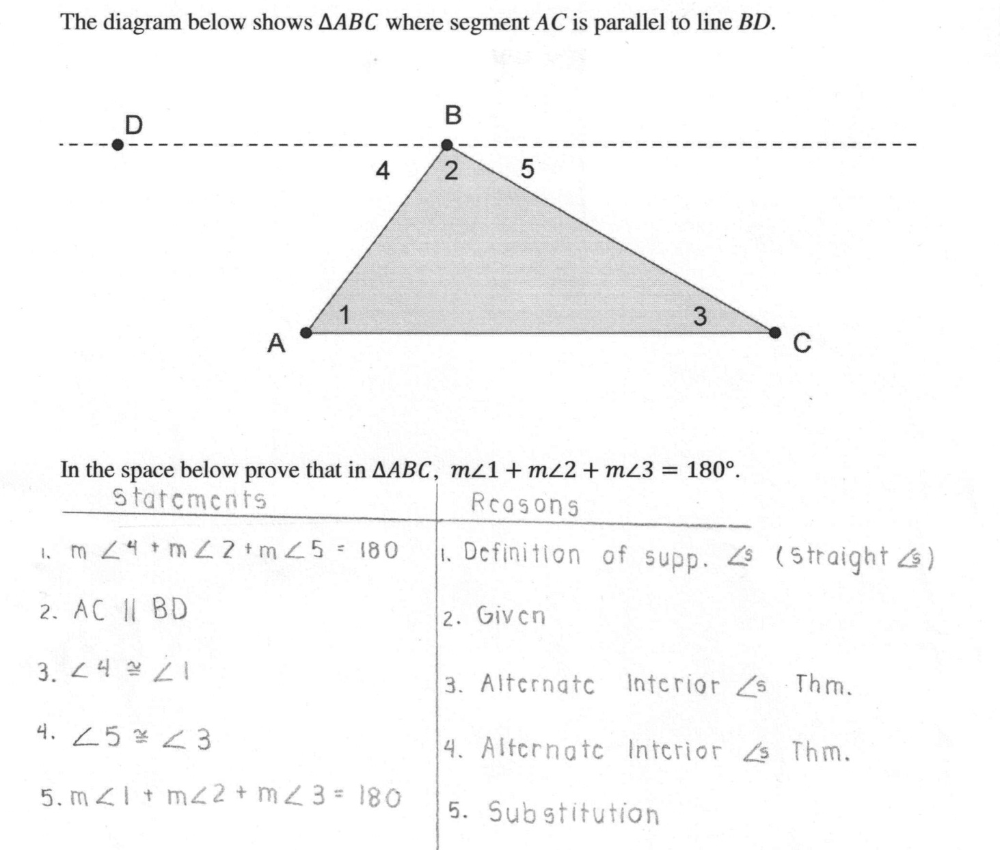 The diagram below shows ΔABC where segment AC is parallel to line BD.
D
B
4
2
5
1
3
A
C
In the space below prove that in ΔABC, m∠1 + m∠2 + m∠3 = 180°.
Statements Reasons
1. m∠4 + m∠2 + m∠5 = 180 1. Definition of supp. ∠s (Straight ∠s)
2. AC || BD 2. Given
3. ∠4 ≅ ∠1 3. Alternate Interior ∠s Thm.
4. ∠5 ≅ ∠3 4. Alternate Interior ∠s Thm.
5. m∠1 + m∠2 + m∠3 = 180 5. Substitution